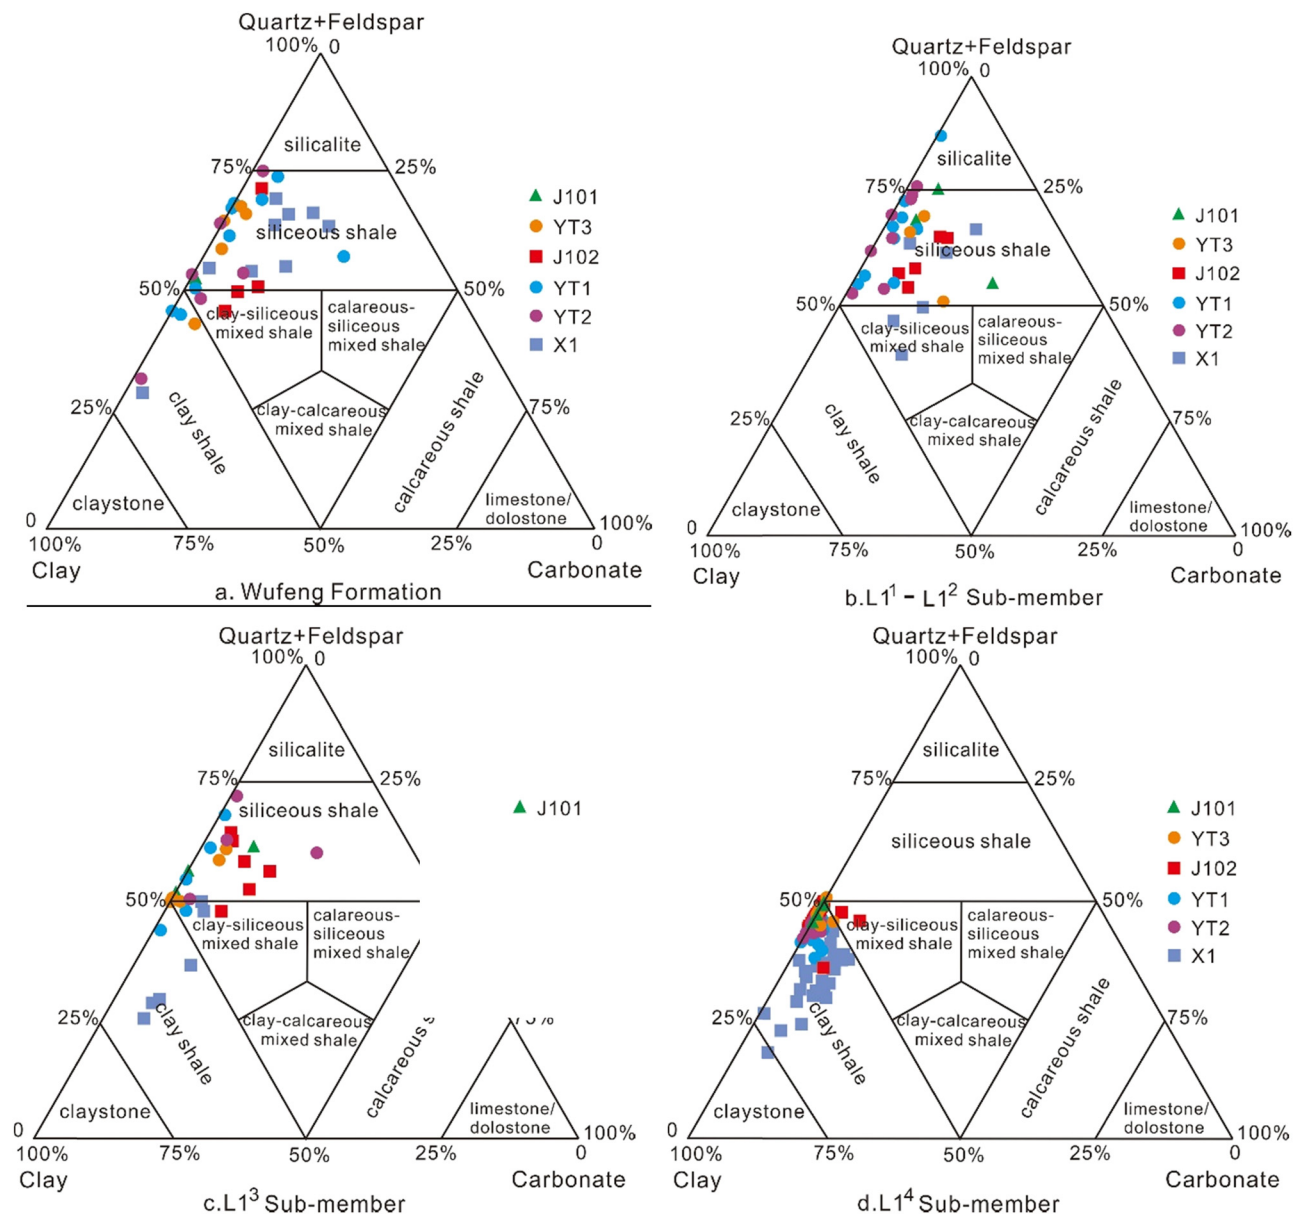 Quartz+Feldspar
100% 0
silicalite
75% 25%
siliceous shale
50% 50%
clay-siliceous
mixed shale
calareous-
siliceous
mixed shale
clay-calcareous
mixed shale
25% 75%
clay shale
calcareous shale
claystone
limestone/
dolostone
0 100%
100% 75% 50% 25% 0
Clay Carbonate
J101
YT3
J102
YT1
YT2
X1
a. Wufeng Formation
Quartz+Feldspar
100% 0
silicalite
75% 25%
siliceous shale
50% 50%
clay-siliceous
mixed shale
calareous-
siliceous
mixed shale
clay-calcareous
mixed shale
25% 75%
clay shale
calcareous shale
claystone
limestone/
dolostone
0 100%
100% 75% 50% 25% 0
Clay Carbonate
J101
YT3
J102
YT1
YT2
X1
b.L1¹ - L1² Sub-member
Quartz+Feldspar
100% 0
silicalite
75% 25%
siliceous shale
50%
clay-siliceous
mixed shale
calareous-
siliceous
mixed shale
clay-calcareous
mixed shale
25% 75%
clay shale
calcareous s
claystone
limestone/
dolostone
0 100%
100% 75% 50% 25% 0
Clay Carbonate
J101
c.L1³ Sub-member
Quartz+Feldspar
100% 0
silicalite
75% 25%
siliceous shale
50% 50%
clay-siliceous
mixed shale
calareous-
siliceous
mixed shale
clay-calcareous
mixed shale
25% 75%
clay shale
calcareous shale
claystone
limestone/
dolostone
0 100%
100% 75% 50% 25% 0
Clay Carbonate
J101
YT3
J102
YT1
YT2
X1
d.L1⁴ Sub-member